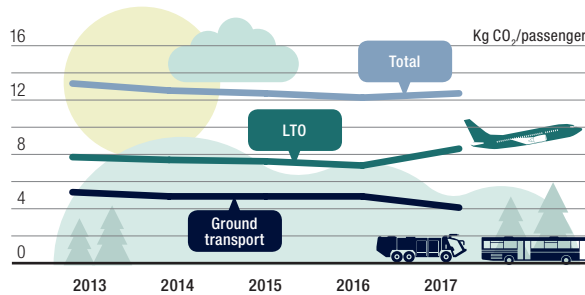 16
Kg CO₂/passenger
Total
12
LTO
8
4
Ground
transport
0
2013 2014 2015 2016 2017